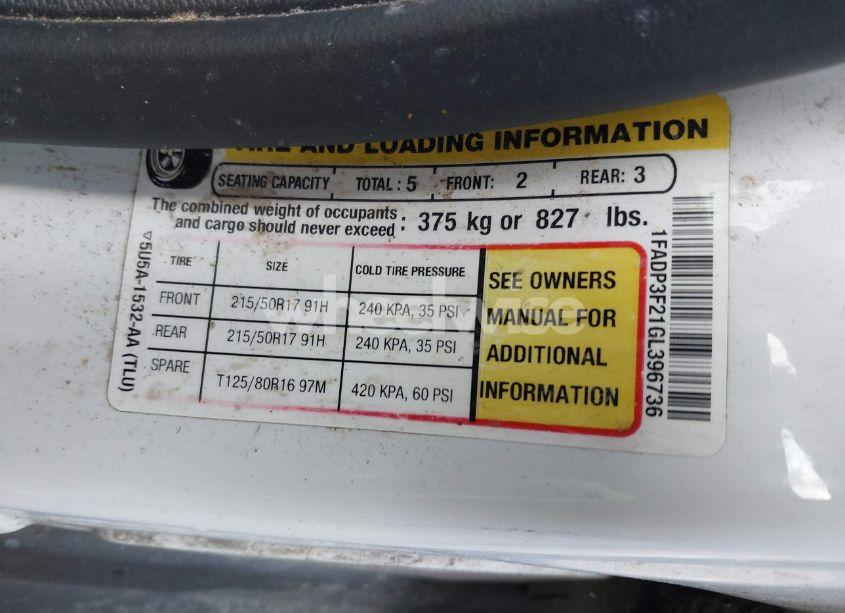 TIRE AND LOADING INFORMATION
SEATING CAPACITY TOTAL : 5 FRONT: 2 REAR: 3
The combined weight of occupants and cargo should never exceed : 375 kg or 827 lbs.
TIRE SIZE COLD TIRE PRESSURE
FRONT 215/50R17 91H 240 KPA, 35 PSI
REAR 215/50R17 91H 240 KPA, 35 PSI
SPARE T125/80R16 97M 420 KPA, 60 PSI
SEE OWNERS
MANUAL FOR
ADDITIONAL
INFORMATION
5U5A-1532-AA (TLU)
1FADP3F21GL396736